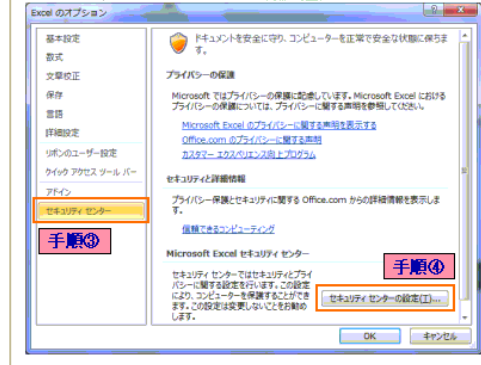 Excel のオプション
基本設定
数式
文章校正
保存
言語
詳細設定
リボンのユーザー設定
クイック アクセス ツール バー
アドイン
セキュリティ センター
手順③
ドキュメントを安全に守り、コンピューターを正常で安全な状態に保ちま
す。
プライバシーの保護
Microsoft ではプライバシーの保護に配慮しています。Microsoft Excel における
プライバシーの保護については、プライバシーに関する声明を参照してください。
Microsoft Excel のプライバシーに関する声明を表示する
Office.com のプライバシーに関する声明
カスタマー エクスペリエンス向上プログラム
セキュリティと詳細情報
プライバシー保護とセキュリティに関する Office.com からの詳細情報を表示しま
す。
信頼できるコンピューティング
Microsoft Excel セキュリティ センター
セキュリティ センターではセキュリティとプライ
バシーに関する設定を行います。この設定
により、コンピューターを保護することができ
ます。この設定は変更しないことをお勧め
します。
手順④
セキュリティ センターの設定(T)...
OK
キャンセル